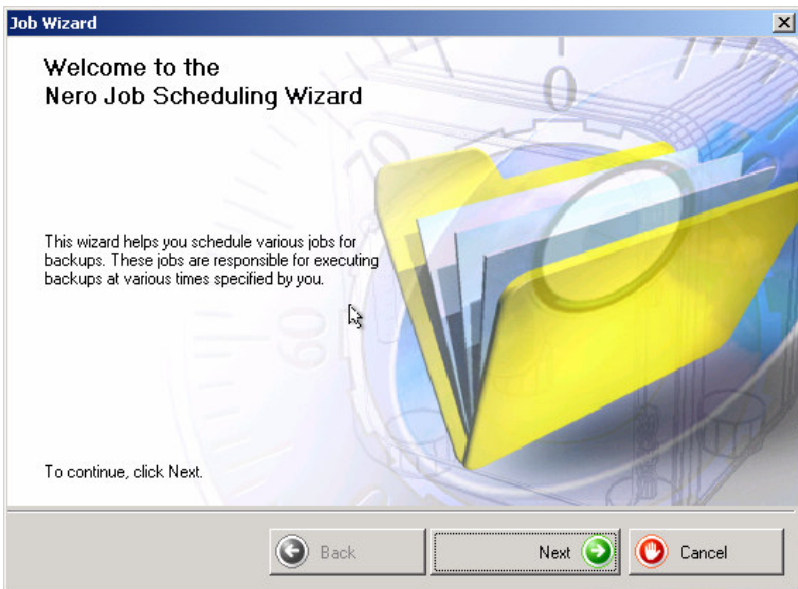 Job Wizard
Welcome to the
Nero Job Scheduling Wizard
This wizard helps you schedule various jobs for
backups. These jobs are responsible for executing
backups at various times specified by you.
To continue, click Next.
Back
Next
Cancel